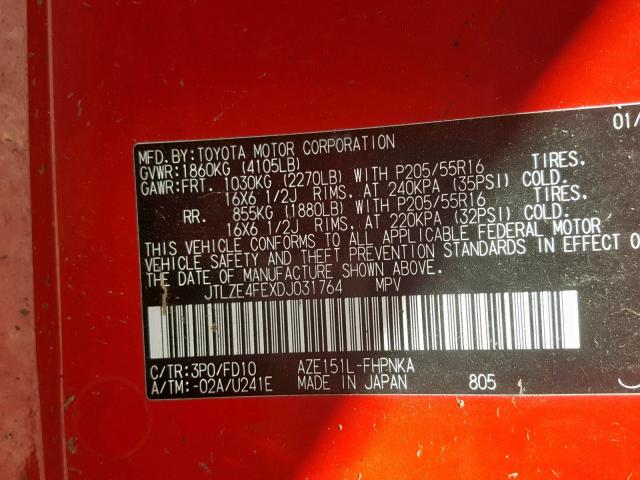 01/
MFD. BY: TOYOTA MOTOR CORPORATION
GVWR: 1860KG (4105LB)
GAWR: FRT. 1030KG (2270LB) WITH P205/55R16 TIRES.
16X6 1/2J RIMS. AT 240KPA (35PSI) COLD.
RR. 855KG (1880LB) WITH P205/55R16 TIRES.
16X6 1/2J RIMS. AT 220KPA (32PSI) COLD.
THIS VEHICLE CONFORMS TO ALL APPLICABLE FEDERAL MOTOR
VEHICLE SAFETY AND THEFT PREVENTION STANDARDS IN EFFECT O
THE DATE OF MANUFACTURE SHOWN ABOVE.
JTLZE4FEXDJ031764 MPV
C/TR: 3P0/FD10 AZE151L-FHPNKA
A/TM: -02A/U241E MADE IN JAPAN 805